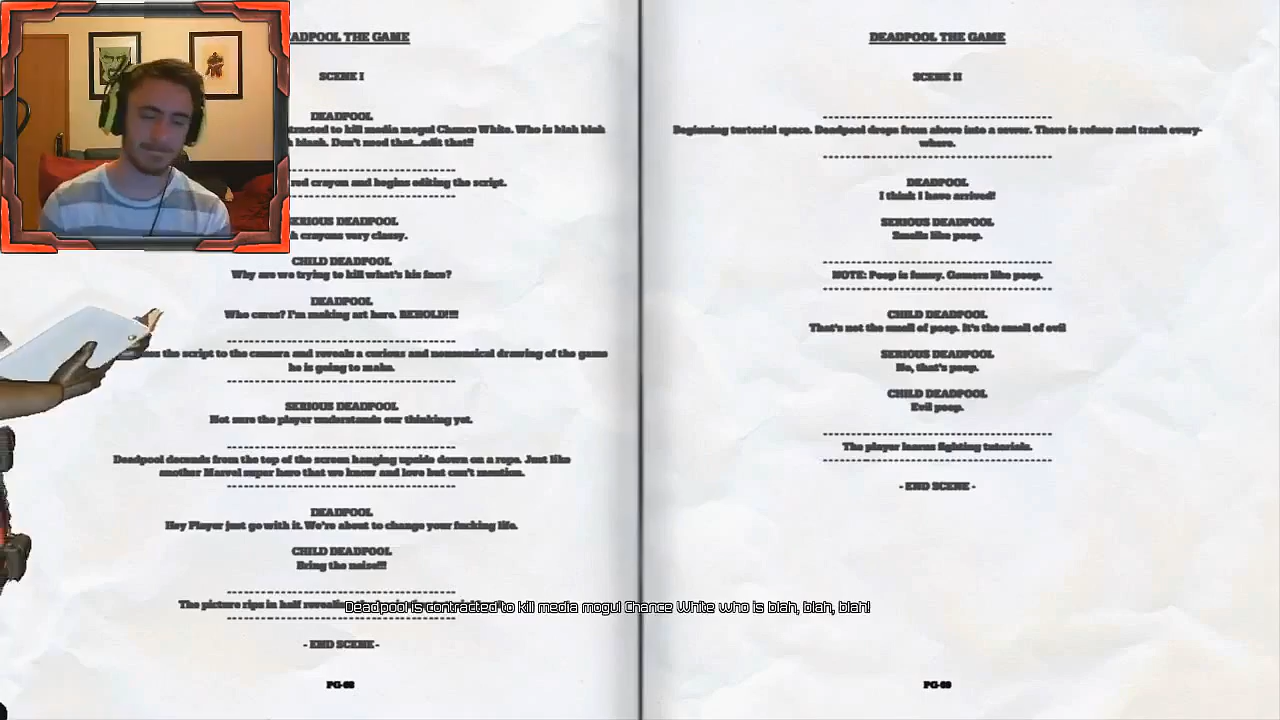 ADPOOL THE GAME
SCENE I
DEADPOOL
tracted to kill media mogul Chance White. Who is blah blah
h blash. Don't need that...edit that!!
red crayon and begins editing the script.
SERIOUS DEADPOOL
h crayons very classy.
CHILD DEADPOOL
Why are we trying to kill what's his face?
DEADPOOL
Who cares? I'm making art here. BEHOLD!!!!
the script to the camera and reveals a curious and nonsensical drawing of the game
he is going to make.
SERIOUS DEADPOOL
Not sure the player understands our thinking yet.
Deadpool decends from the top of the screen hanging upside down on a rope. Just like
another Marvel super hero that we know and love but can't mention.
DEADPOOL
Hey Player just go with it. We're about to change your fucking life.
CHILD DEADPOOL
Bring the noise!!!
The picture rips in half
Deadpool is contracted to kill media mogul Chance White who is blah, blah, blah!
- END SCENE -
PG-68
DEADPOOL THE GAME
SCENE II
Beginning turtorial space. Deadpool drops from above into a sewer. There is refuse and trash every-
where.
DEADPOOL
I think I have arrived!
SERIOUS DEADPOOL
Smells like poop.
NOTE: Poop is funny. Gamers like poop.
CHILD DEADPOOL
That's not the smell of poop. It's the smell of evil
SERIOUS DEADPOOL
No, that's poop.
CHILD DEADPOOL
Evil poop.
The player learns fighting tutorials.
- END SCENE -
PG-69